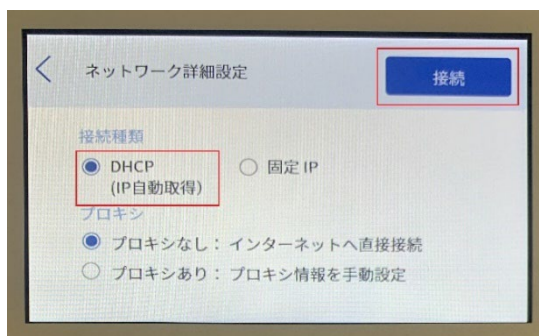 ネットワーク詳細設定
接続
接続種類
DHCP
(IP自動取得)
固定 IP
プロキシ
プロキシなし： インターネットへ直接接続
プロキシあり： プロキシ情報を手動設定